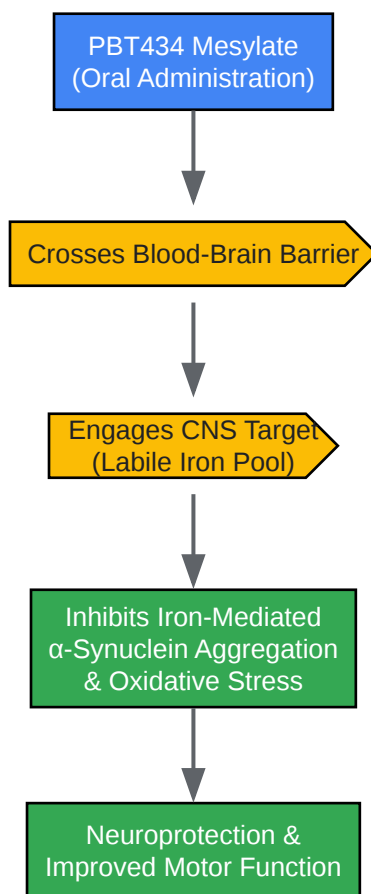 PBT434 Mesylate
(Oral Administration)
Crosses Blood-Brain Barrier
Engages CNS Target
(Labile Iron Pool)
Inhibits Iron-Mediated
α-Synuclein Aggregation
& Oxidative Stress
Neuroprotection &
Improved Motor Function